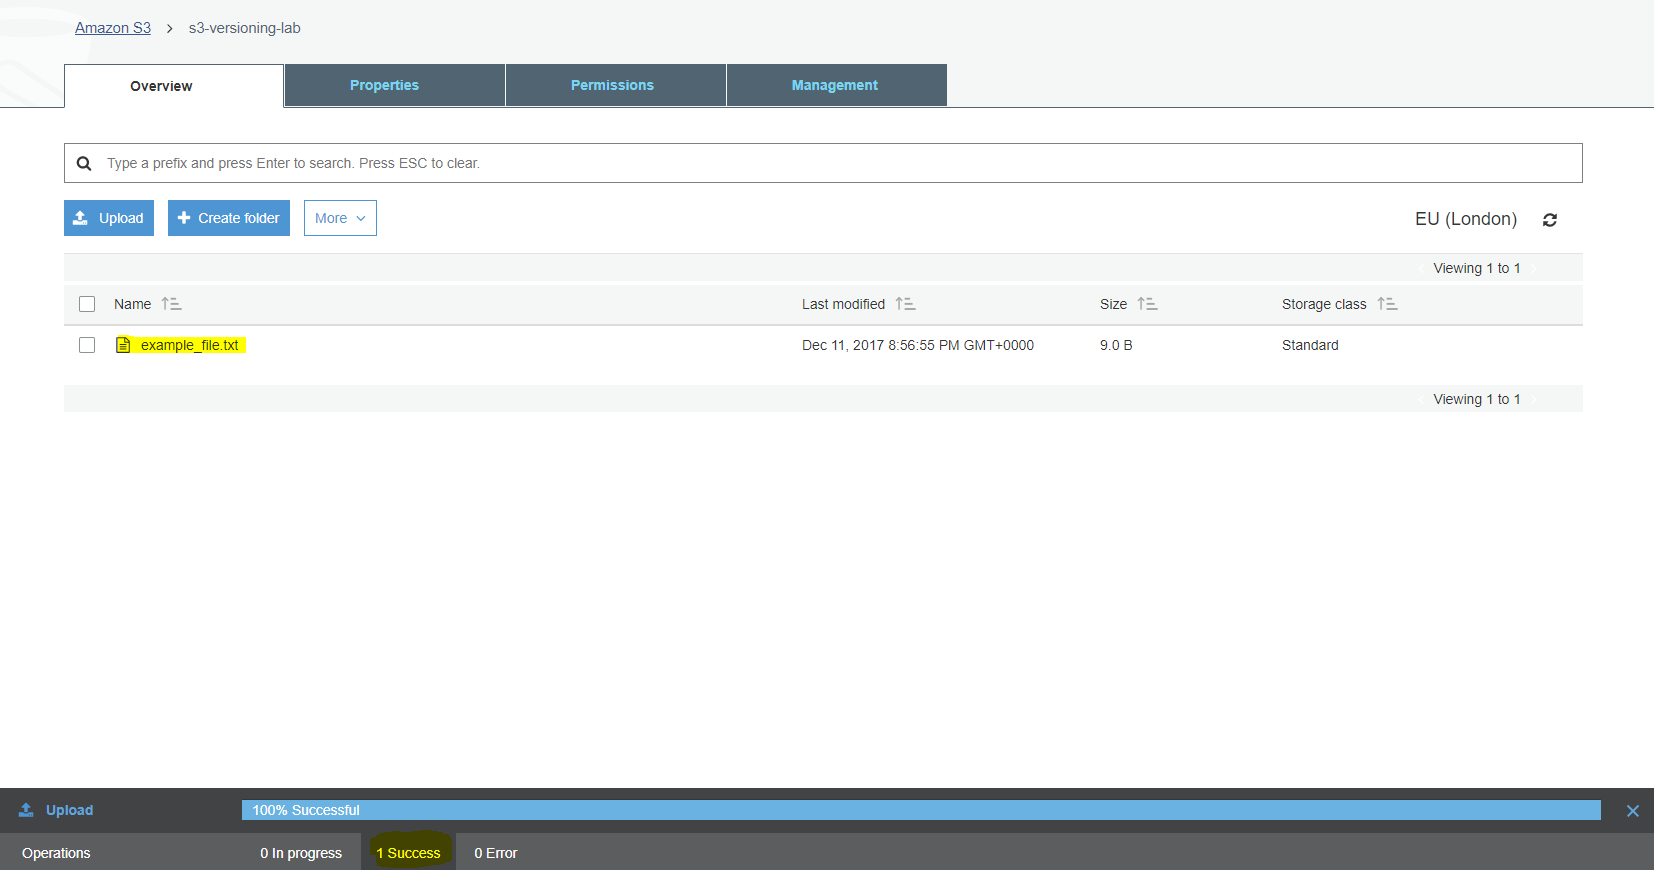 Amazon S3 > s3-versioning-lab
Overview Properties Permissions Management
Type a prefix and press Enter to search. Press ESC to clear.
Upload Create folder More EU (London)
Viewing 1 to 1
Name Last modified Size Storage class
example_file.txt Dec 11, 2017 8:56:55 PM GMT+0000 9.0 B Standard
Viewing 1 to 1
Upload 100% Successful
Operations 0 In progress 1 Success 0 Error